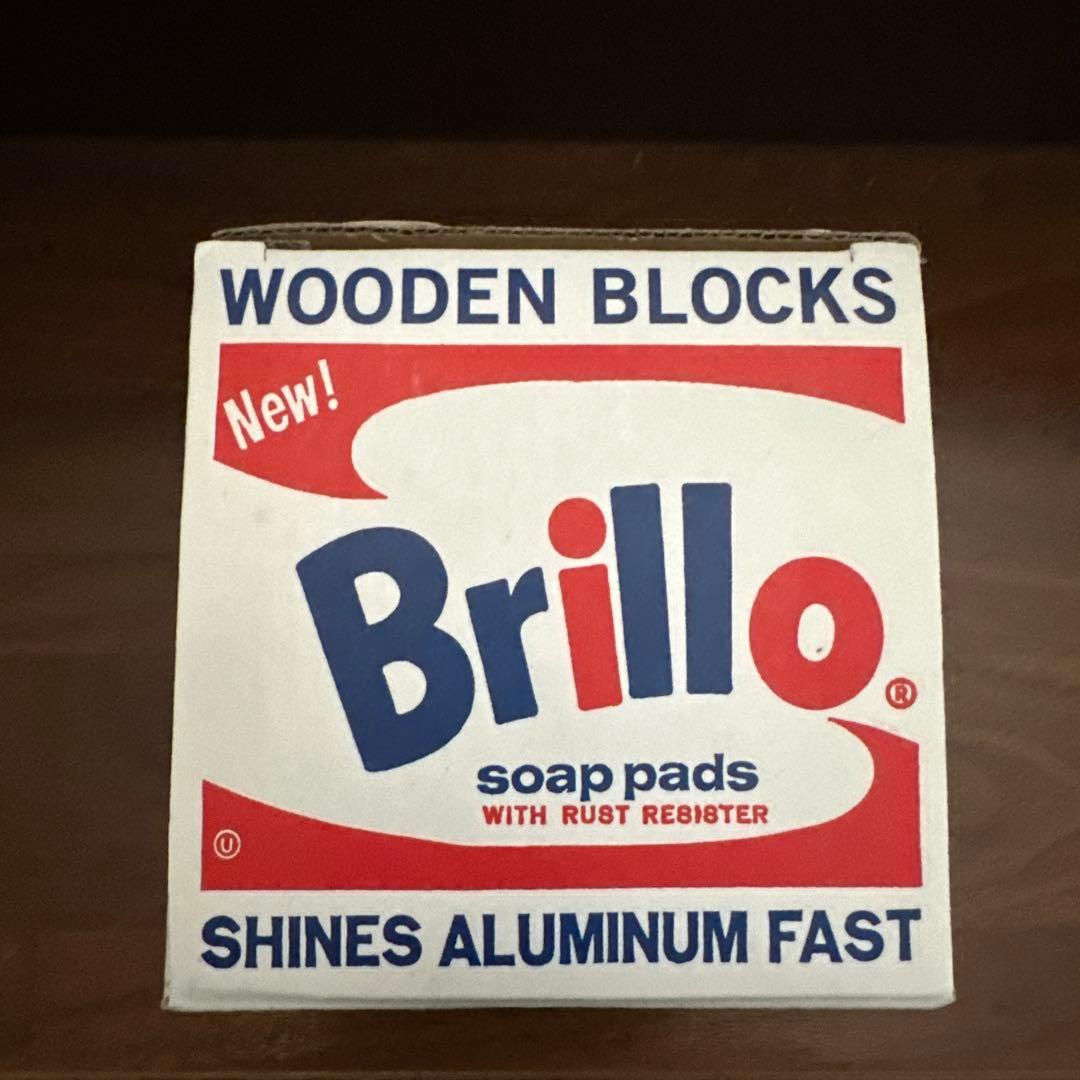 WOODEN BLOCKS
New!
Brillo®
soap pads
WITH RUST RESISTER
Ⓤ
SHINES ALUMINUM FAST